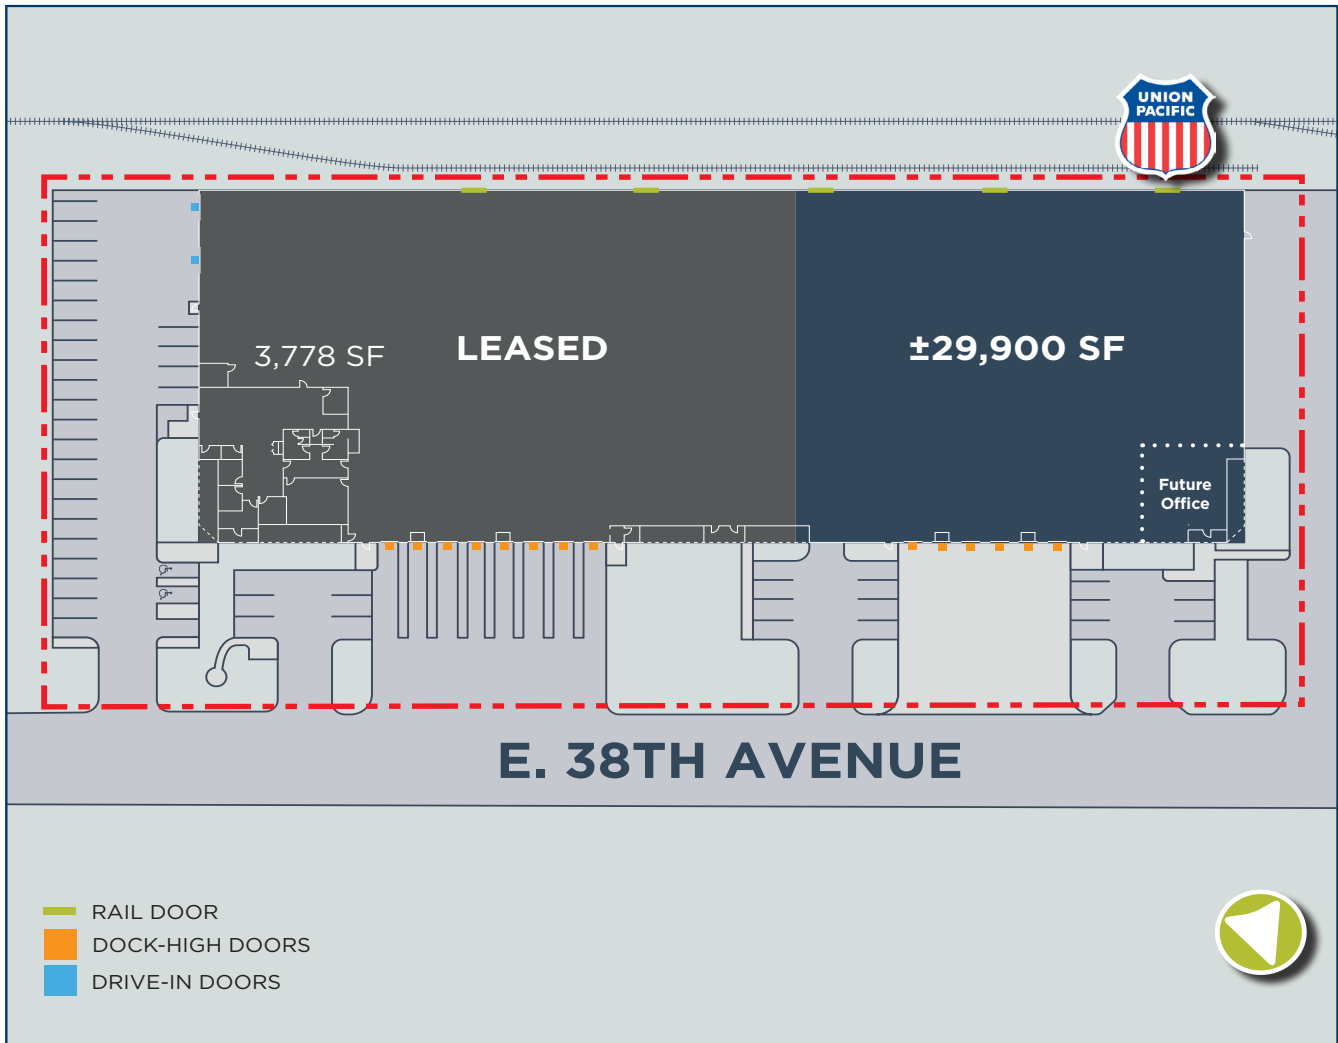 UNION
PACIFIC
3,778 SF
LEASED
±29,900 SF
Future
Office
E. 38TH AVENUE
RAIL DOOR
DOCK-HIGH DOORS
DRIVE-IN DOORS